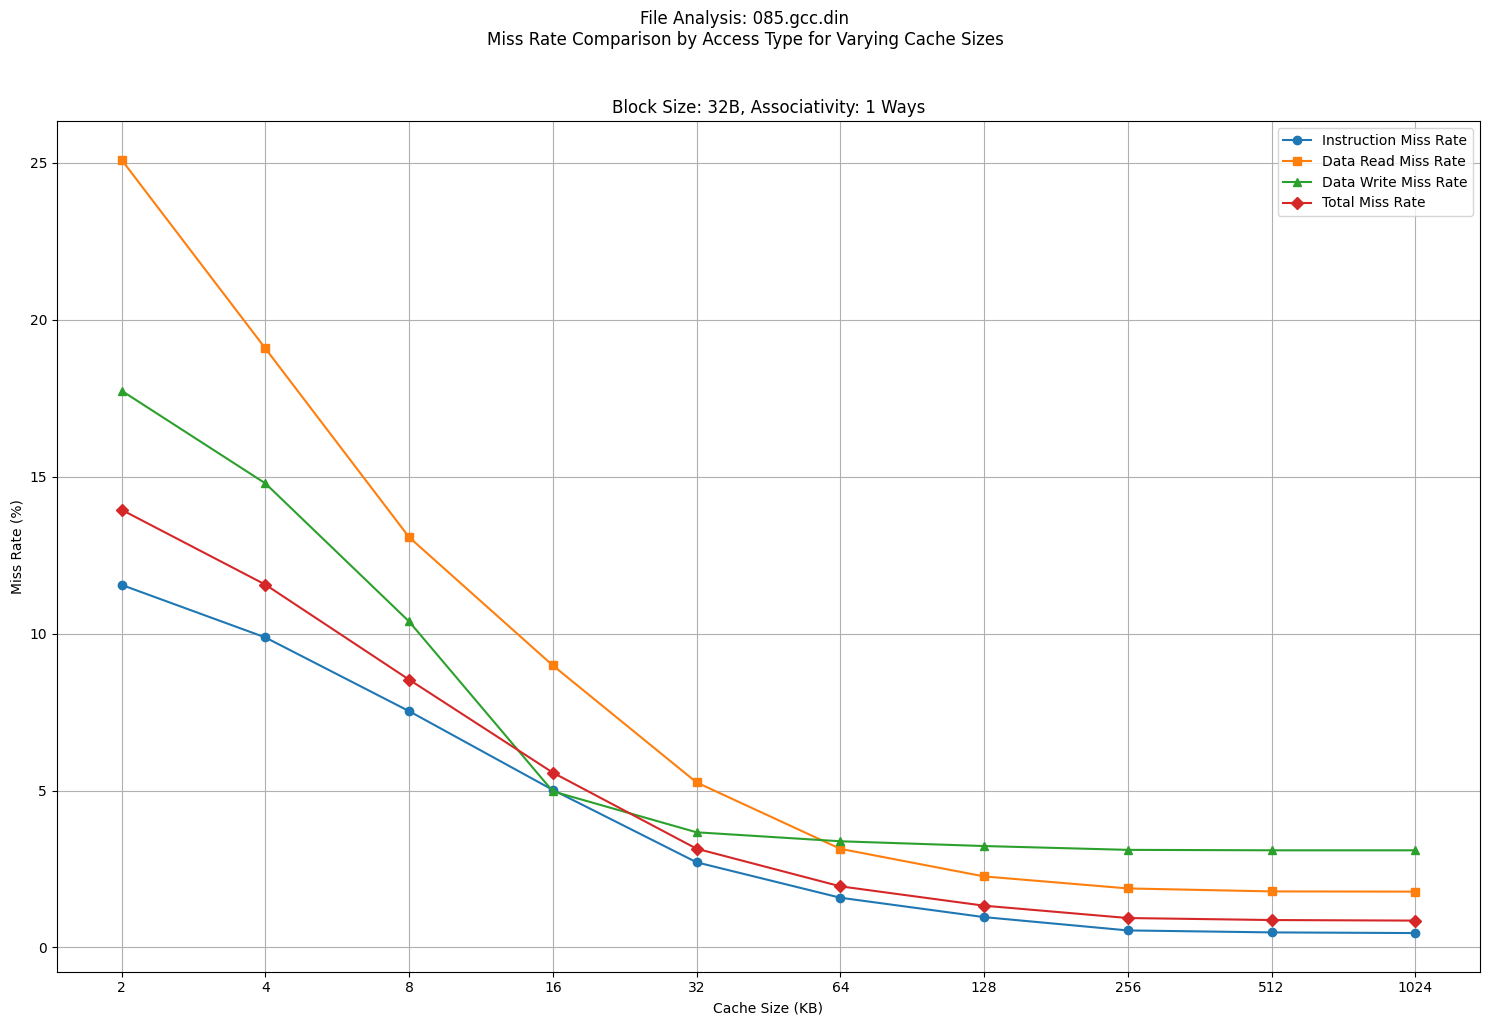 File Analysis: 085.gcc.din
Miss Rate Comparison by Access Type for Varying Cache Sizes
Block Size: 32B, Associativity: 1 Ways
Instruction Miss Rate
Data Read Miss Rate
Data Write Miss Rate
Total Miss Rate
Miss Rate (%)
25
20
15
10
5
0
2 4 8 16 32 64 128 256 512 1024
Cache Size (KB)